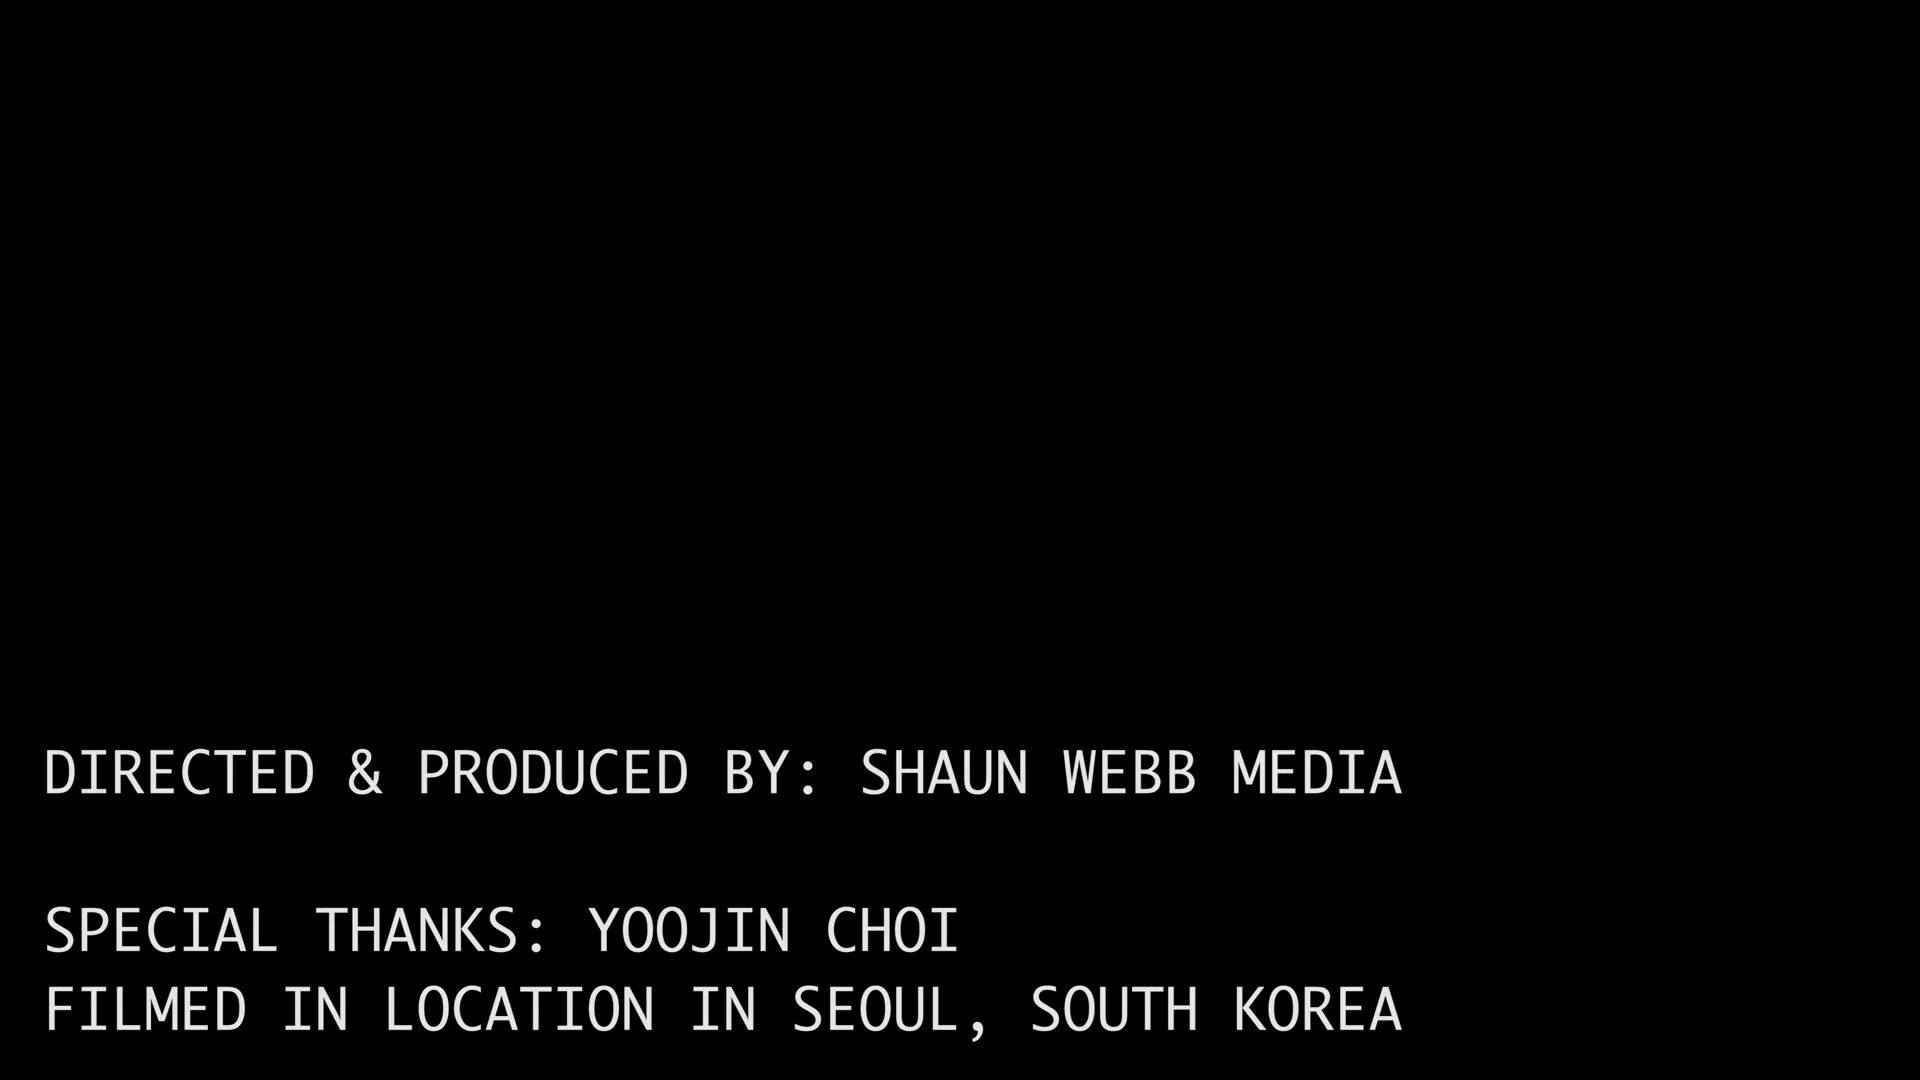 DIRECTED & PRODUCED BY: SHAUN WEBB MEDIA
SPECIAL THANKS: YOOJIN CHOI
FILMED IN LOCATION IN SEOUL, SOUTH KOREA